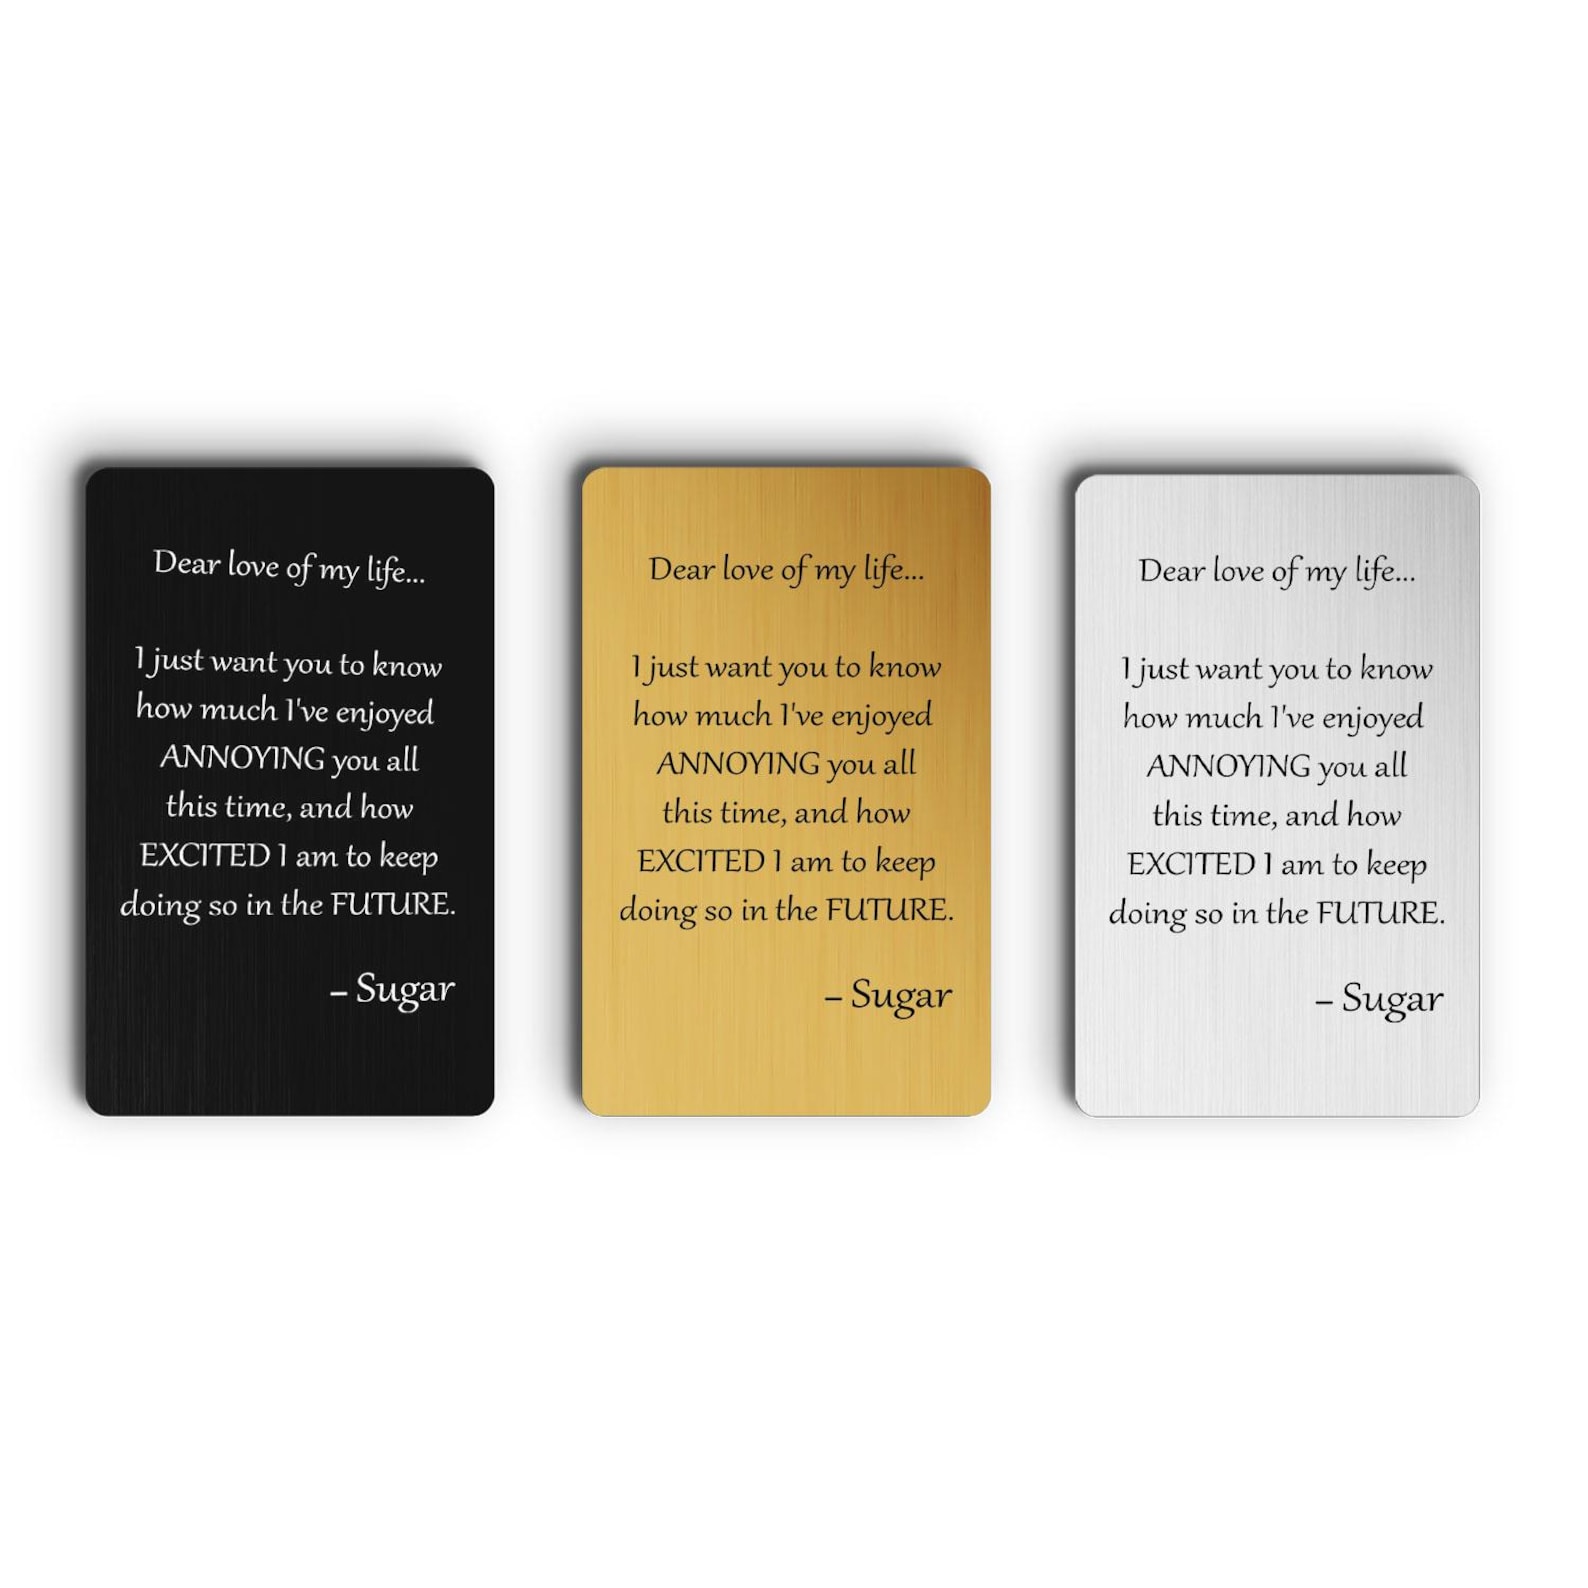 Dear love of my life...
I just want you to know
how much I've enjoyed
ANNOYING you all
this time, and how
EXCITED I am to keep
doing so in the FUTURE.
– Sugar
Dear love of my life...
I just want you to know
how much I've enjoyed
ANNOYING you all
this time, and how
EXCITED I am to keep
doing so in the FUTURE.
– Sugar
Dear love of my life...
I just want you to know
how much I've enjoyed
ANNOYING you all
this time, and how
EXCITED I am to keep
doing so in the FUTURE.
– Sugar